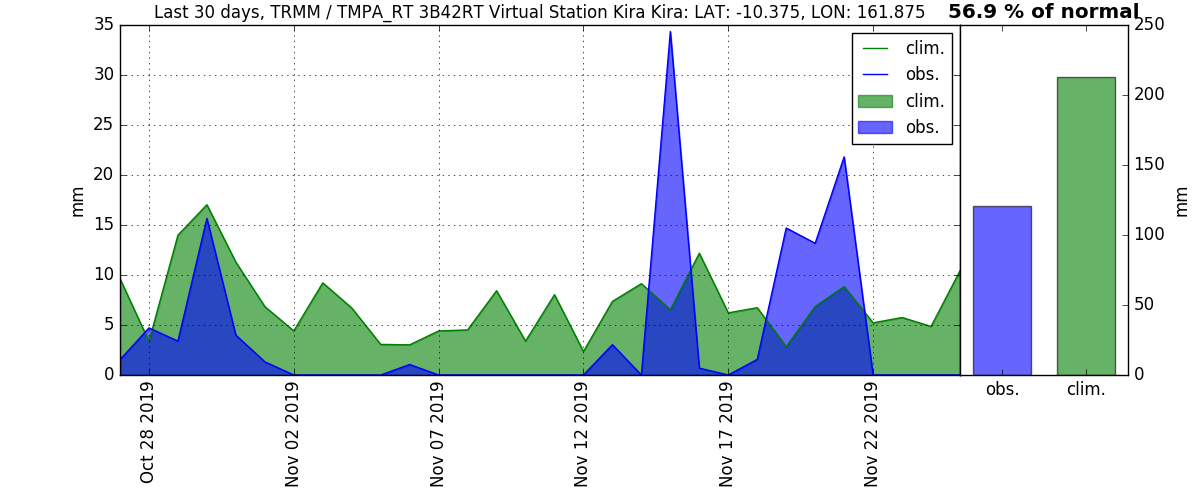 Last 30 days, TRMM / TMPA_RT 3B42RT Virtual Station Kira Kira: LAT: -10.375, LON: 161.875
56.9 % of normal
35
30
25
20
15
10
5
0
mm
clim.
obs.
clim.
obs.
Oct 28 2019
Nov 02 2019
Nov 07 2019
Nov 12 2019
Nov 17 2019
Nov 22 2019
250
200
150
100
50
0
mm
obs.
clim.